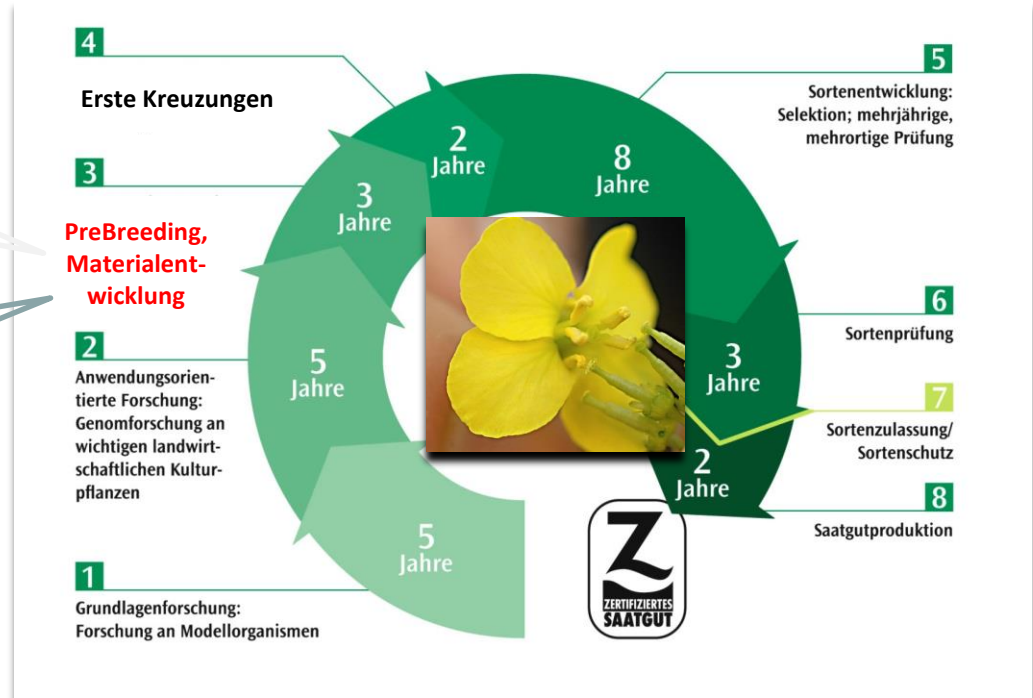 4
Erste Kreuzungen
3
PreBreeding,
Materialent-
wicklung
2
Anwendungsorien-
tierte Forschung:
Genomforschung an
wichtigen landwirt-
schaftlichen Kultur-
pflanzen
1
Grundlagenforschung:
Forschung an Modellorganismen
5
Jahre
5
Jahre
3
Jahre
2
Jahre
8
Jahre
3
Jahre
2
Jahre
5
Sortenentwicklung:
Selektion; mehrjährige,
mehrortige Prüfung
6
Sortenprüfung
7
Sortenzulassung/
Sortenschutz
8
Saatgutproduktion
Z
ZERTIFIZIERTES
SAATGUT